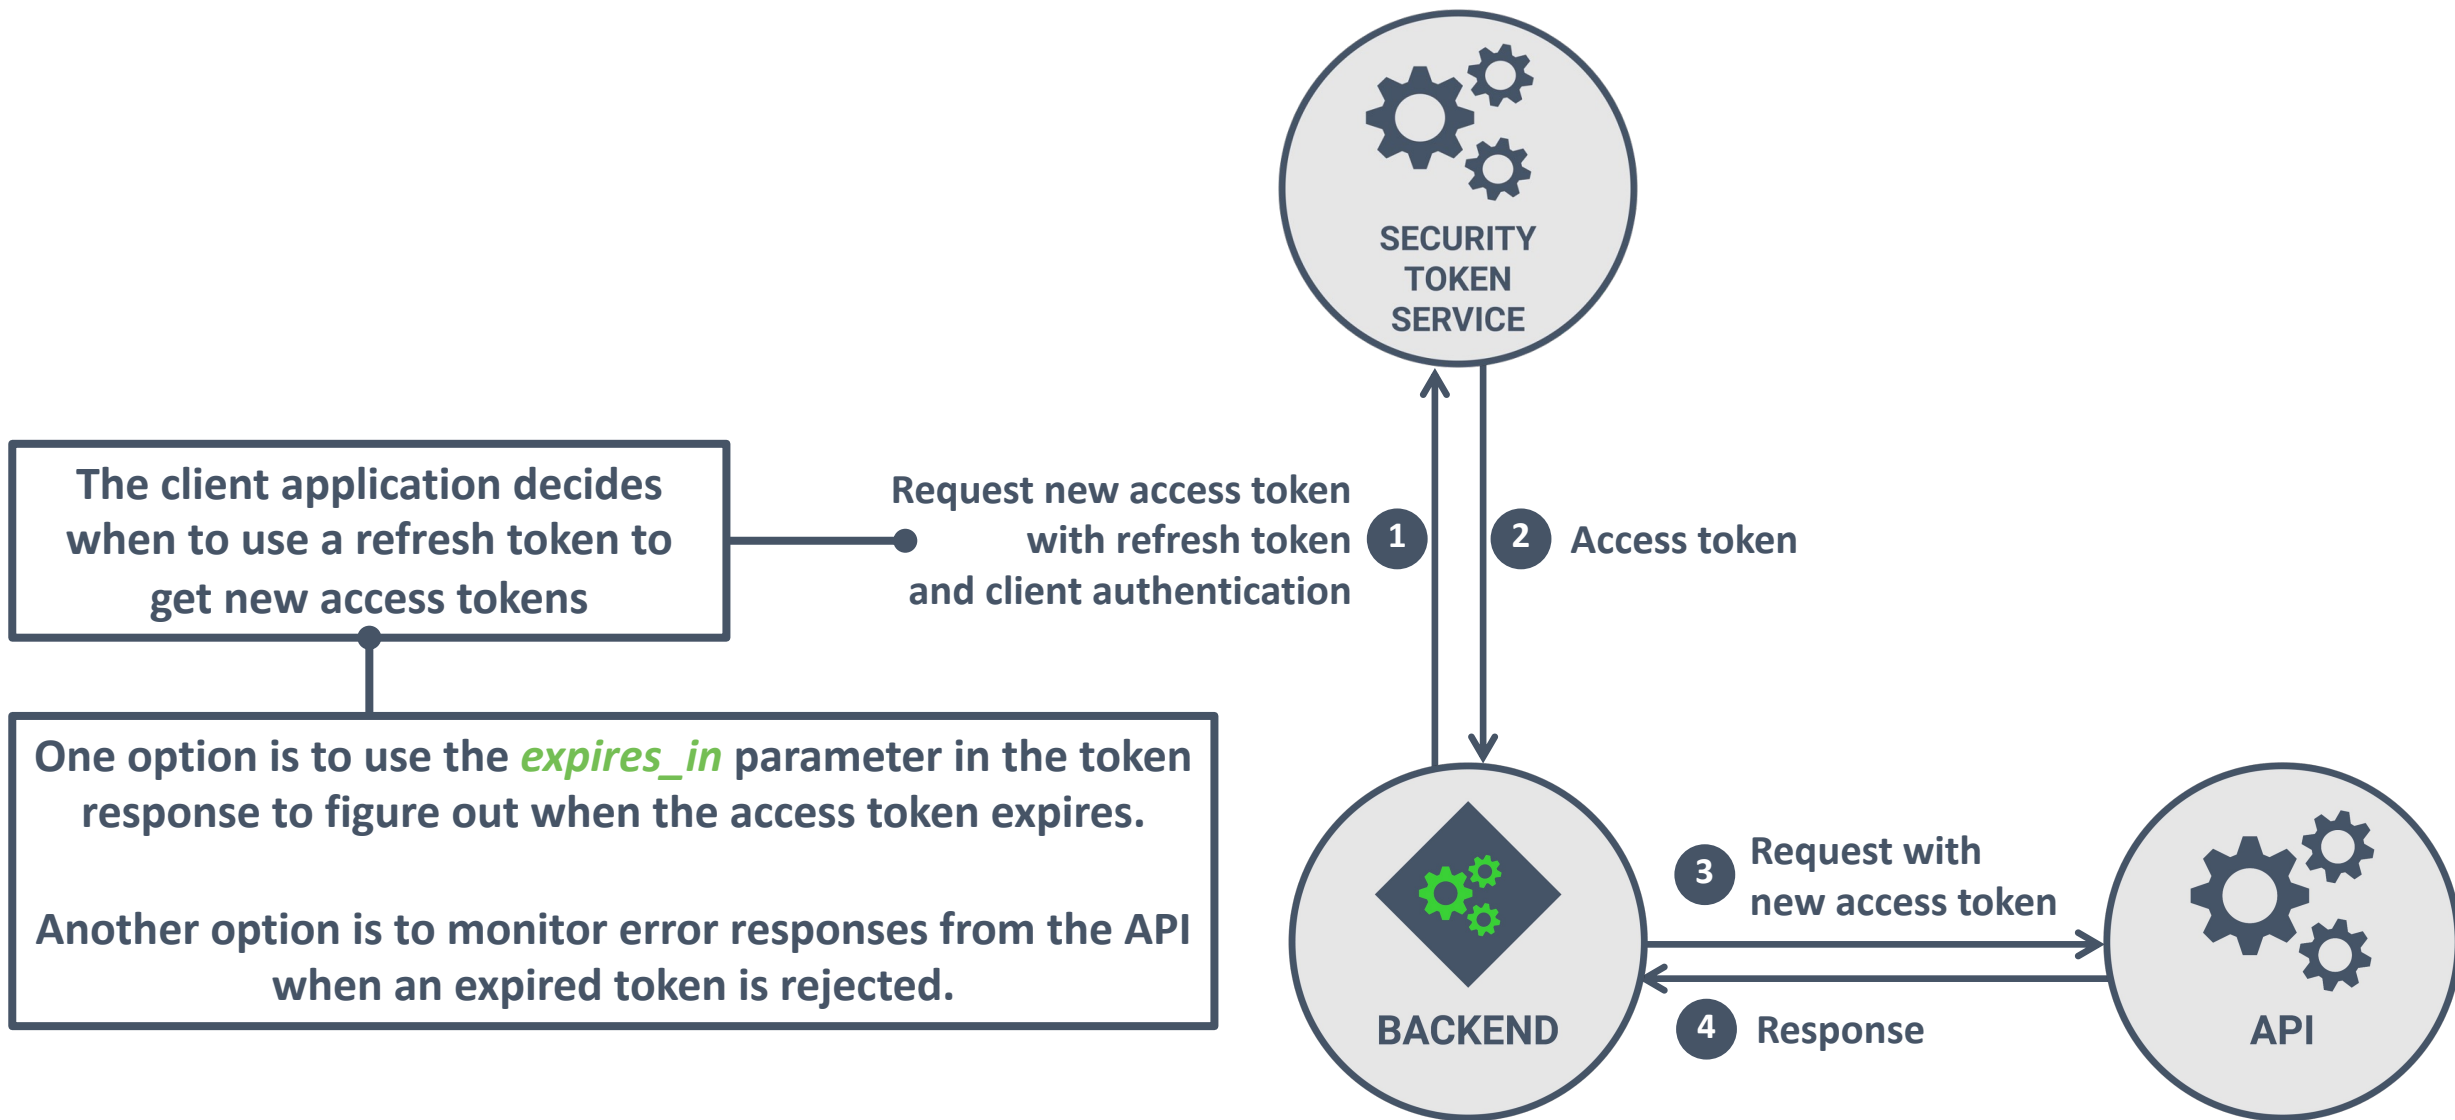 SECURITY
TOKEN
SERVICE
The client application decides
when to use a refresh token to
get new access tokens
Request new access token
with refresh token
and client authentication
1
2
Access token
One option is to use the expires_in parameter in the token
response to figure out when the access token expires.
Another option is to monitor error responses from the API
when an expired token is rejected.
BACKEND
3
Request with
new access token
4
Response
API